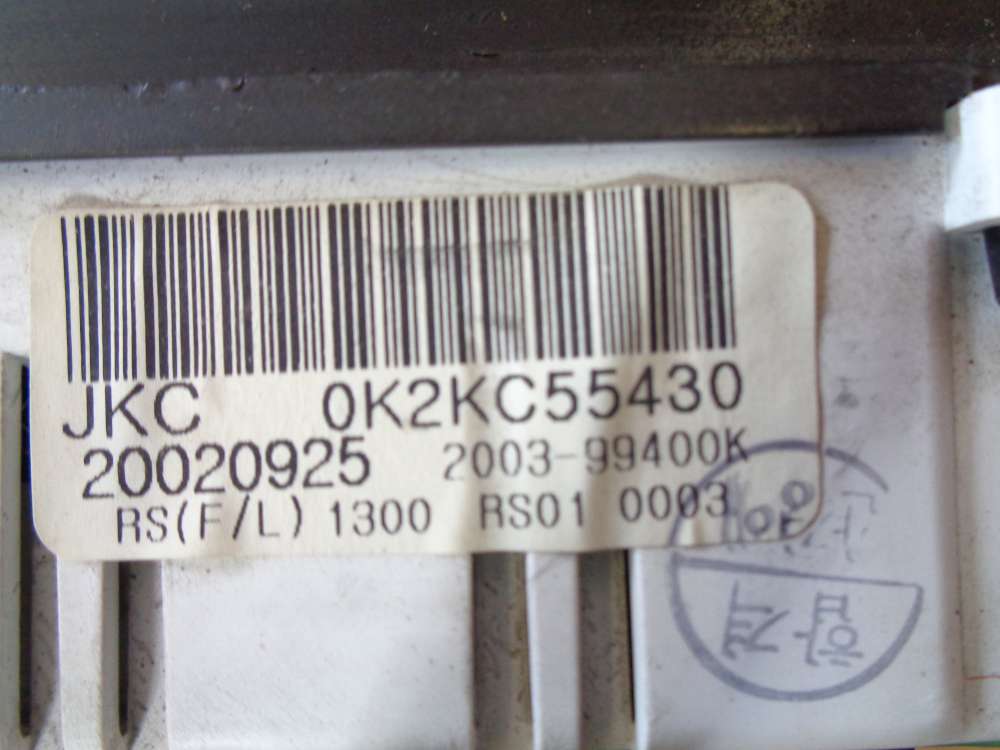 JKC 0K2KC55430
20020925 2003-99400K
RS(F/L) 1300 RS01 0003